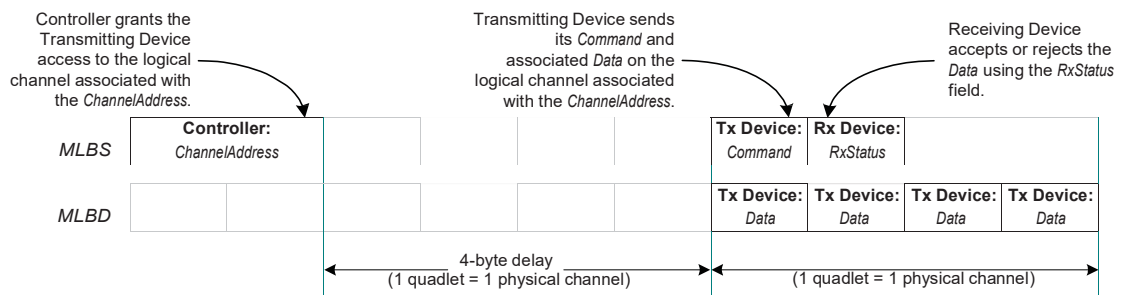 Controller grants the
Transmitting Device
access to the logical
channel associated with
the ChannelAddress.
Transmitting Device sends
its Command and
associated Data on the
logical channel associated
with the ChannelAddress.
Receiving Device
accepts or rejects the
Data using the RxStatus
field.
MLBS
Controller:
ChannelAddress
Tx Device:
Command
Rx Device:
RxStatus
MLBD
Tx Device:
Data
Tx Device:
Data
Tx Device:
Data
Tx Device:
Data
4-byte delay
(1 quadlet = 1 physical channel)
(1 quadlet = 1 physical channel)